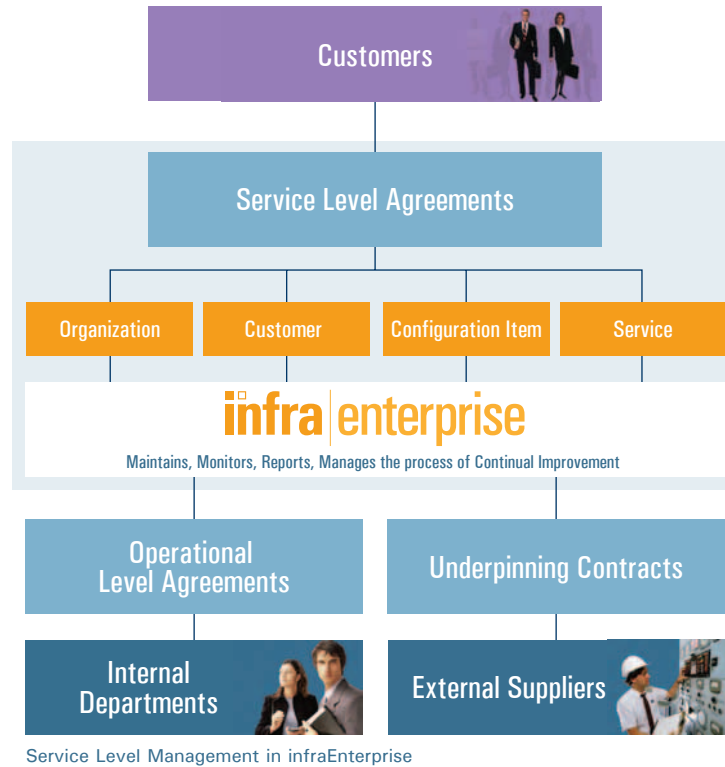 Customers
Service Level Agreements
Organization
Customer
Configuration Item
Service
infra enterprise
Maintains, Monitors, Reports, Manages the process of Continual Improvement
Operational
Level Agreements
Underpinning Contracts
Internal
Departments
External Suppliers
Service Level Management in infraEnterprise